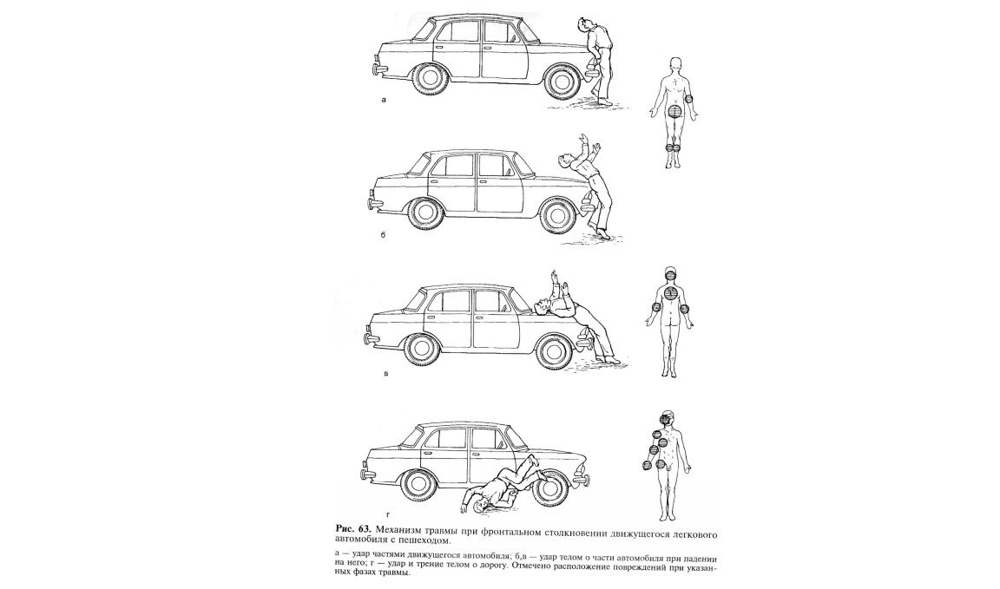 а
б
в
г
Рис. 63. Механизм травмы при фронтальном столкновении движущегося легкового
автомобиля с пешеходом.
а — удар частями движущегося автомобиля; б,в — удар телом о части автомобиля при падении
на него; г — удар и трение телом о дорогу. Отмечено расположение повреждений при указан-
ных фазах травмы.